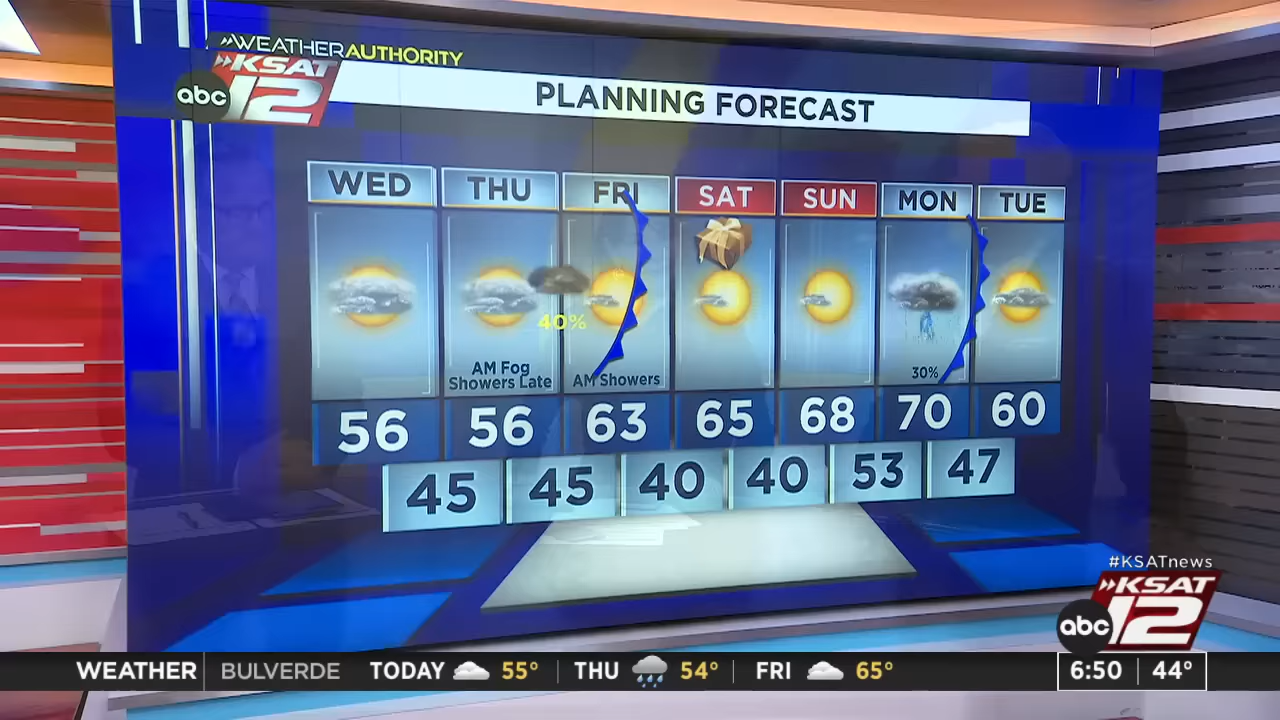 WEATHERAUTHORITY
KSAT
abc 12
PLANNING FORECAST
WED THU FRI SAT SUN MON TUE
40%
AM Fog
Showers Late
AM Showers
30%
56 56 63 65 68 70 60
45 45 40 40 53 47
#KSATnews
KSAT
abc 12
WEATHER BULVERDE TODAY 55° THU 54° FRI 65° 6:50 44°